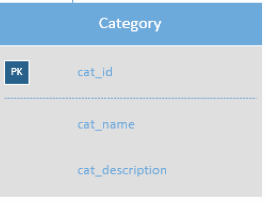 Category
PK cat_id
cat_name
cat_description